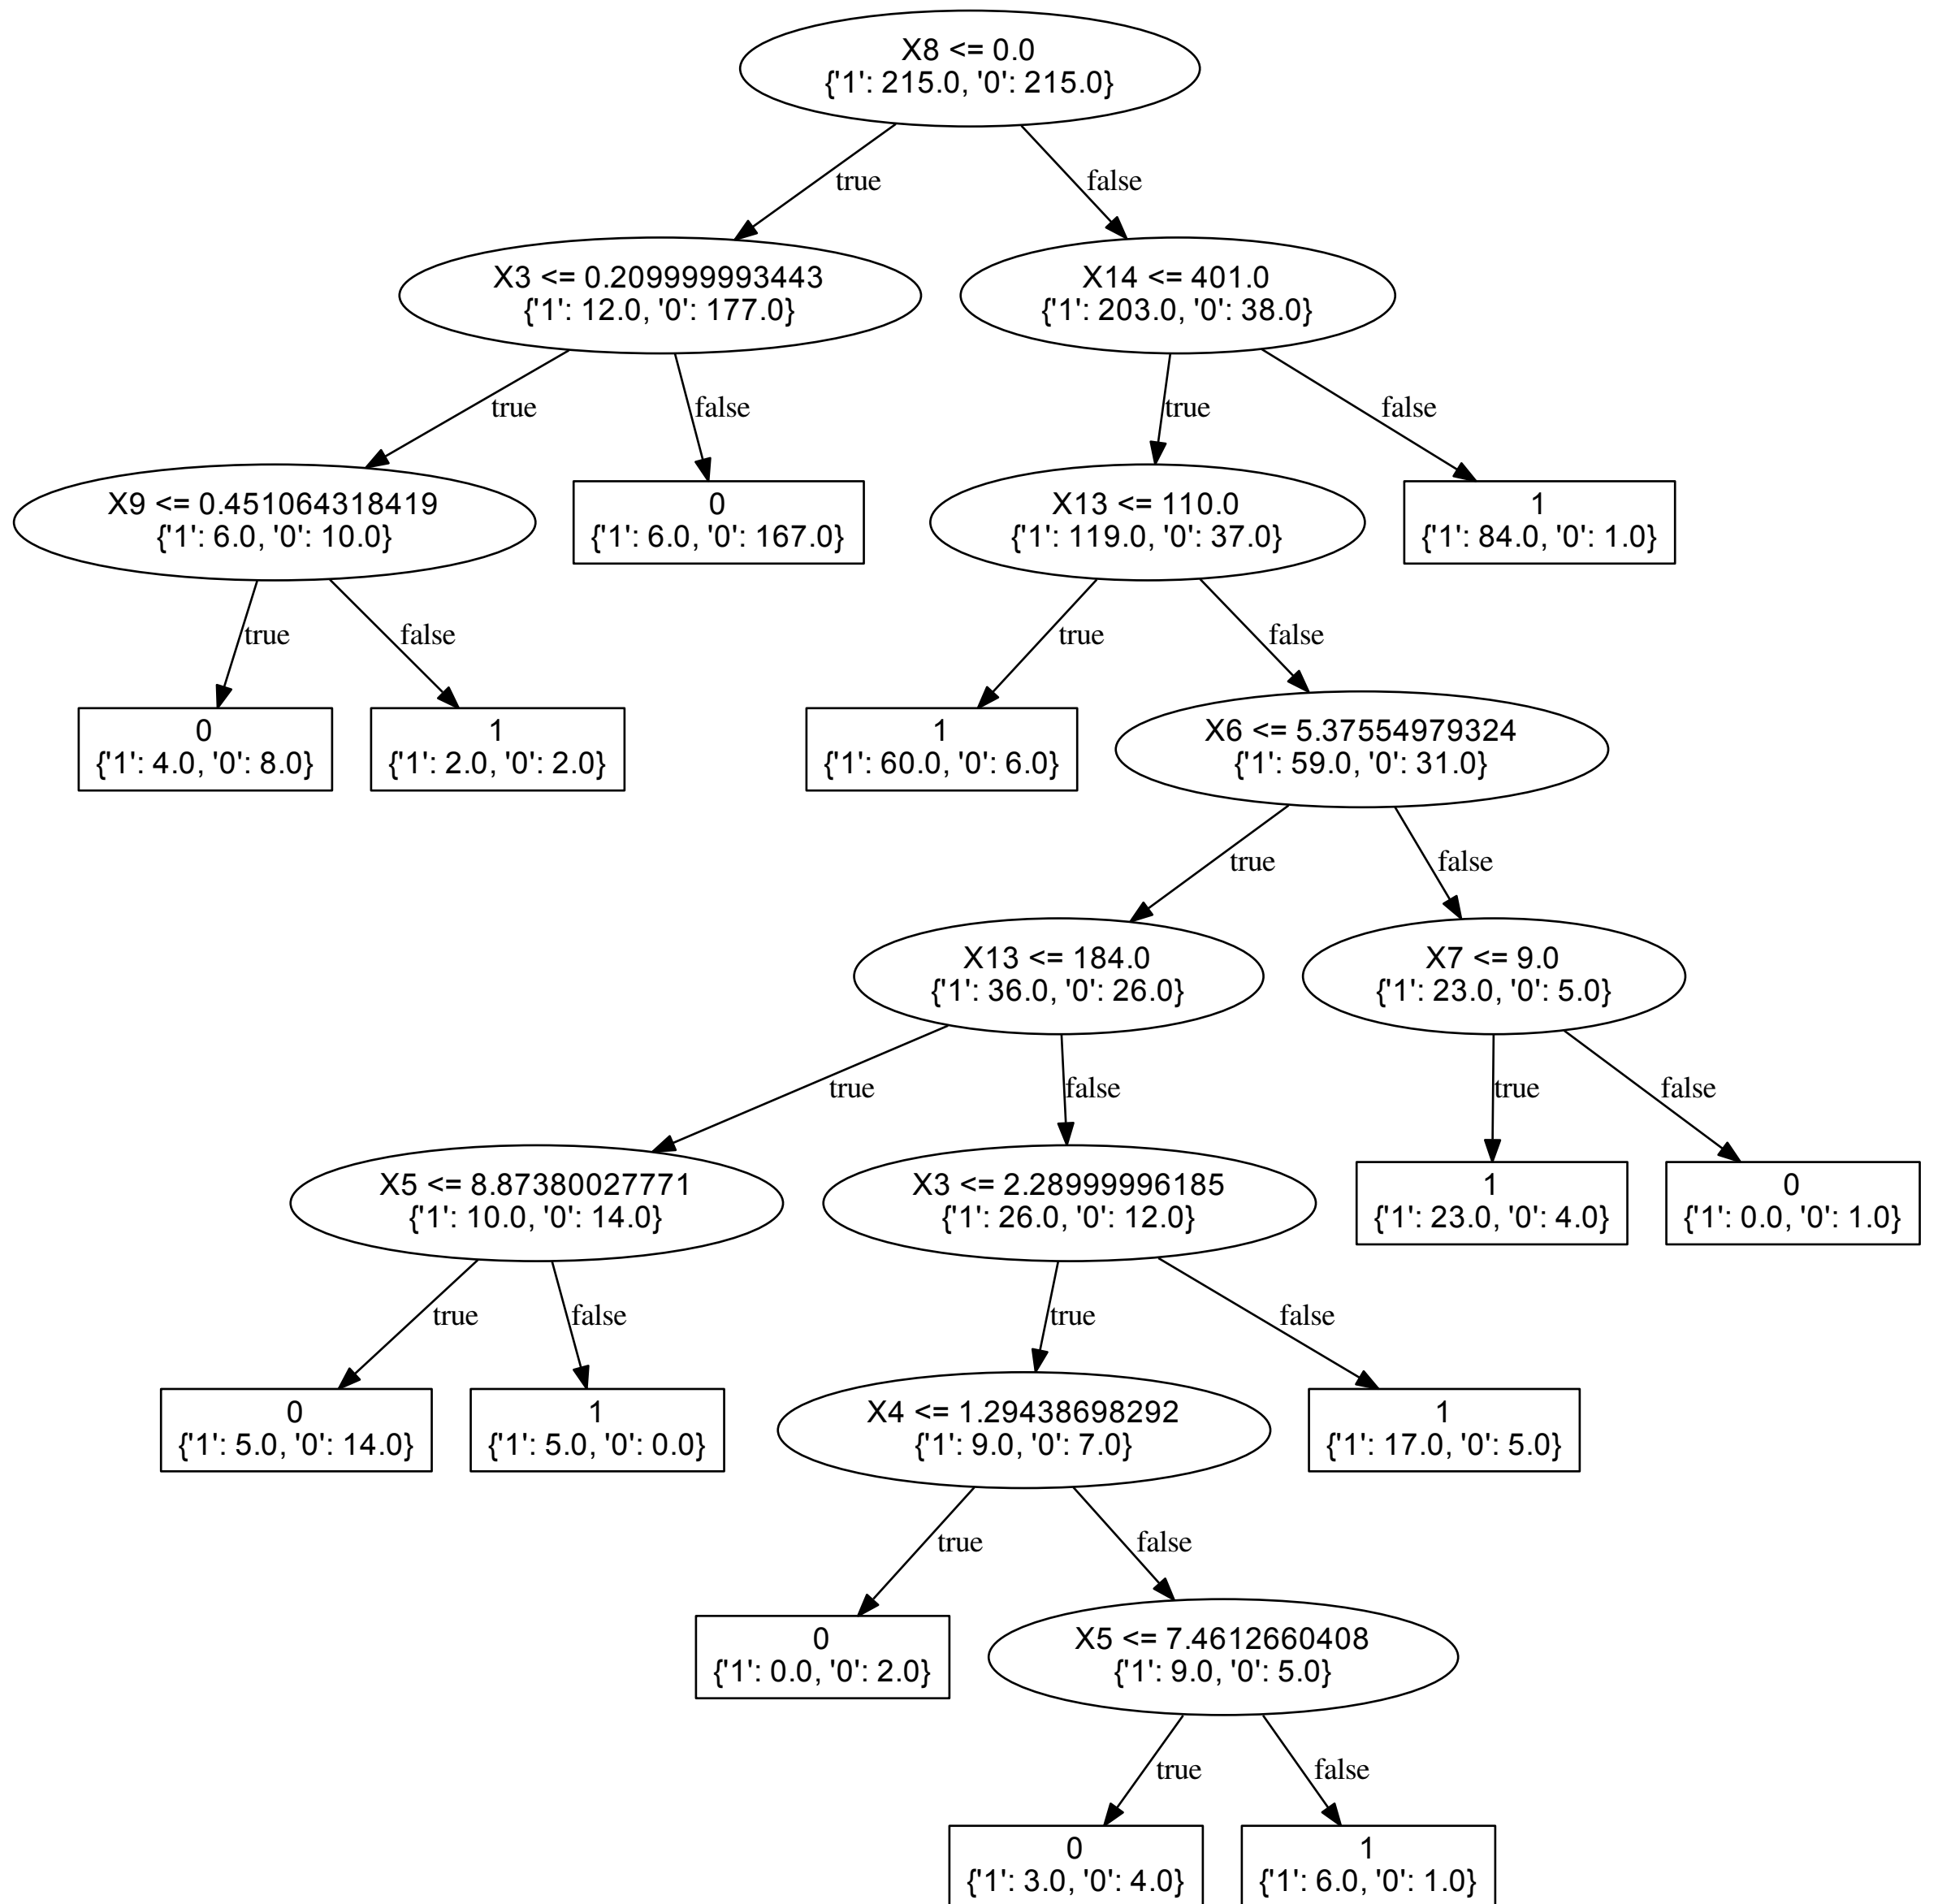 X8 <= 0.0
{'1': 215.0, '0': 215.0}
true
false
X3 <= 0.209999993443
{'1': 12.0, '0': 177.0}
X14 <= 401.0
{'1': 203.0, '0': 38.0}
true
false
true
false
X9 <= 0.451064318419
{'1': 6.0, '0': 10.0}
0
{'1': 6.0, '0': 167.0}
X13 <= 110.0
{'1': 119.0, '0': 37.0}
1
{'1': 84.0, '0': 1.0}
true
false
true
false
0
{'1': 4.0, '0': 8.0}
1
{'1': 2.0, '0': 2.0}
1
{'1': 60.0, '0': 6.0}
X6 <= 5.37554979324
{'1': 59.0, '0': 31.0}
true
false
X13 <= 184.0
{'1': 36.0, '0': 26.0}
X7 <= 9.0
{'1': 23.0, '0': 5.0}
true
false
true
false
X5 <= 8.87380027771
{'1': 10.0, '0': 14.0}
X3 <= 2.28999996185
{'1': 26.0, '0': 12.0}
1
{'1': 23.0, '0': 4.0}
0
{'1': 0.0, '0': 1.0}
true
false
true
false
0
{'1': 5.0, '0': 14.0}
1
{'1': 5.0, '0': 0.0}
X4 <= 1.29438698292
{'1': 9.0, '0': 7.0}
1
{'1': 17.0, '0': 5.0}
true
false
0
{'1': 0.0, '0': 2.0}
X5 <= 7.4612660408
{'1': 9.0, '0': 5.0}
true
false
0
{'1': 3.0, '0': 4.0}
1
{'1': 6.0, '0': 1.0}